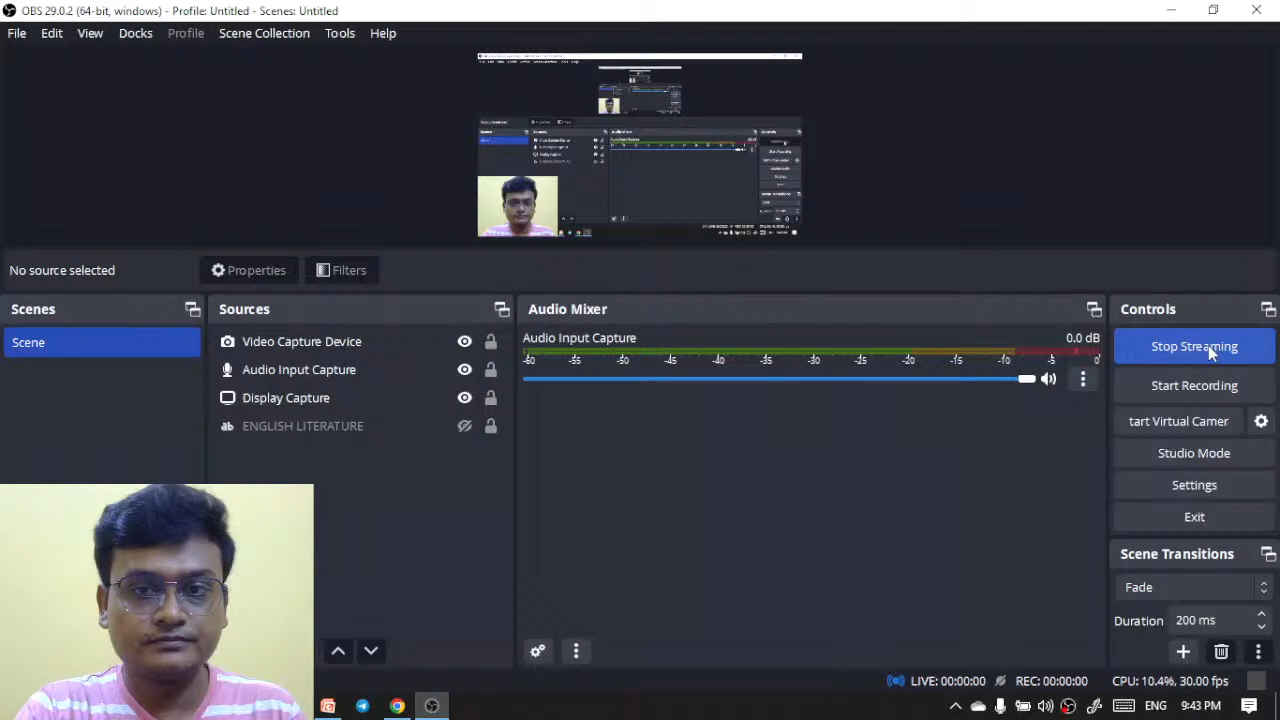 OBS 29.0.2 (64-bit, windows) - Profile: Untitled - Scenes: Untitled
File Edit View Docks Profile Scene Collection Tools Help
No source selected Properties Filters
Scenes
Scene
Sources
Video Capture Device
Audio Input Capture
Display Capture
ab ENGLISH LITERATURE
Audio Mixer
Audio Input Capture 0.0 dB
-60 -55 -50 -45 -40 -35 -30 -25 -20 -15 -10 -5 0
Controls
Stop Streaming
Start Recording
tart Virtual Camer
Studio Mode
Settings
Exit
Scene Transitions
Fade
Duration 200 ms
LIVE: 00:00:00 REC: 00:00:00 CPU: 10.4%, 30.00 fps
ENG 9:43 PM